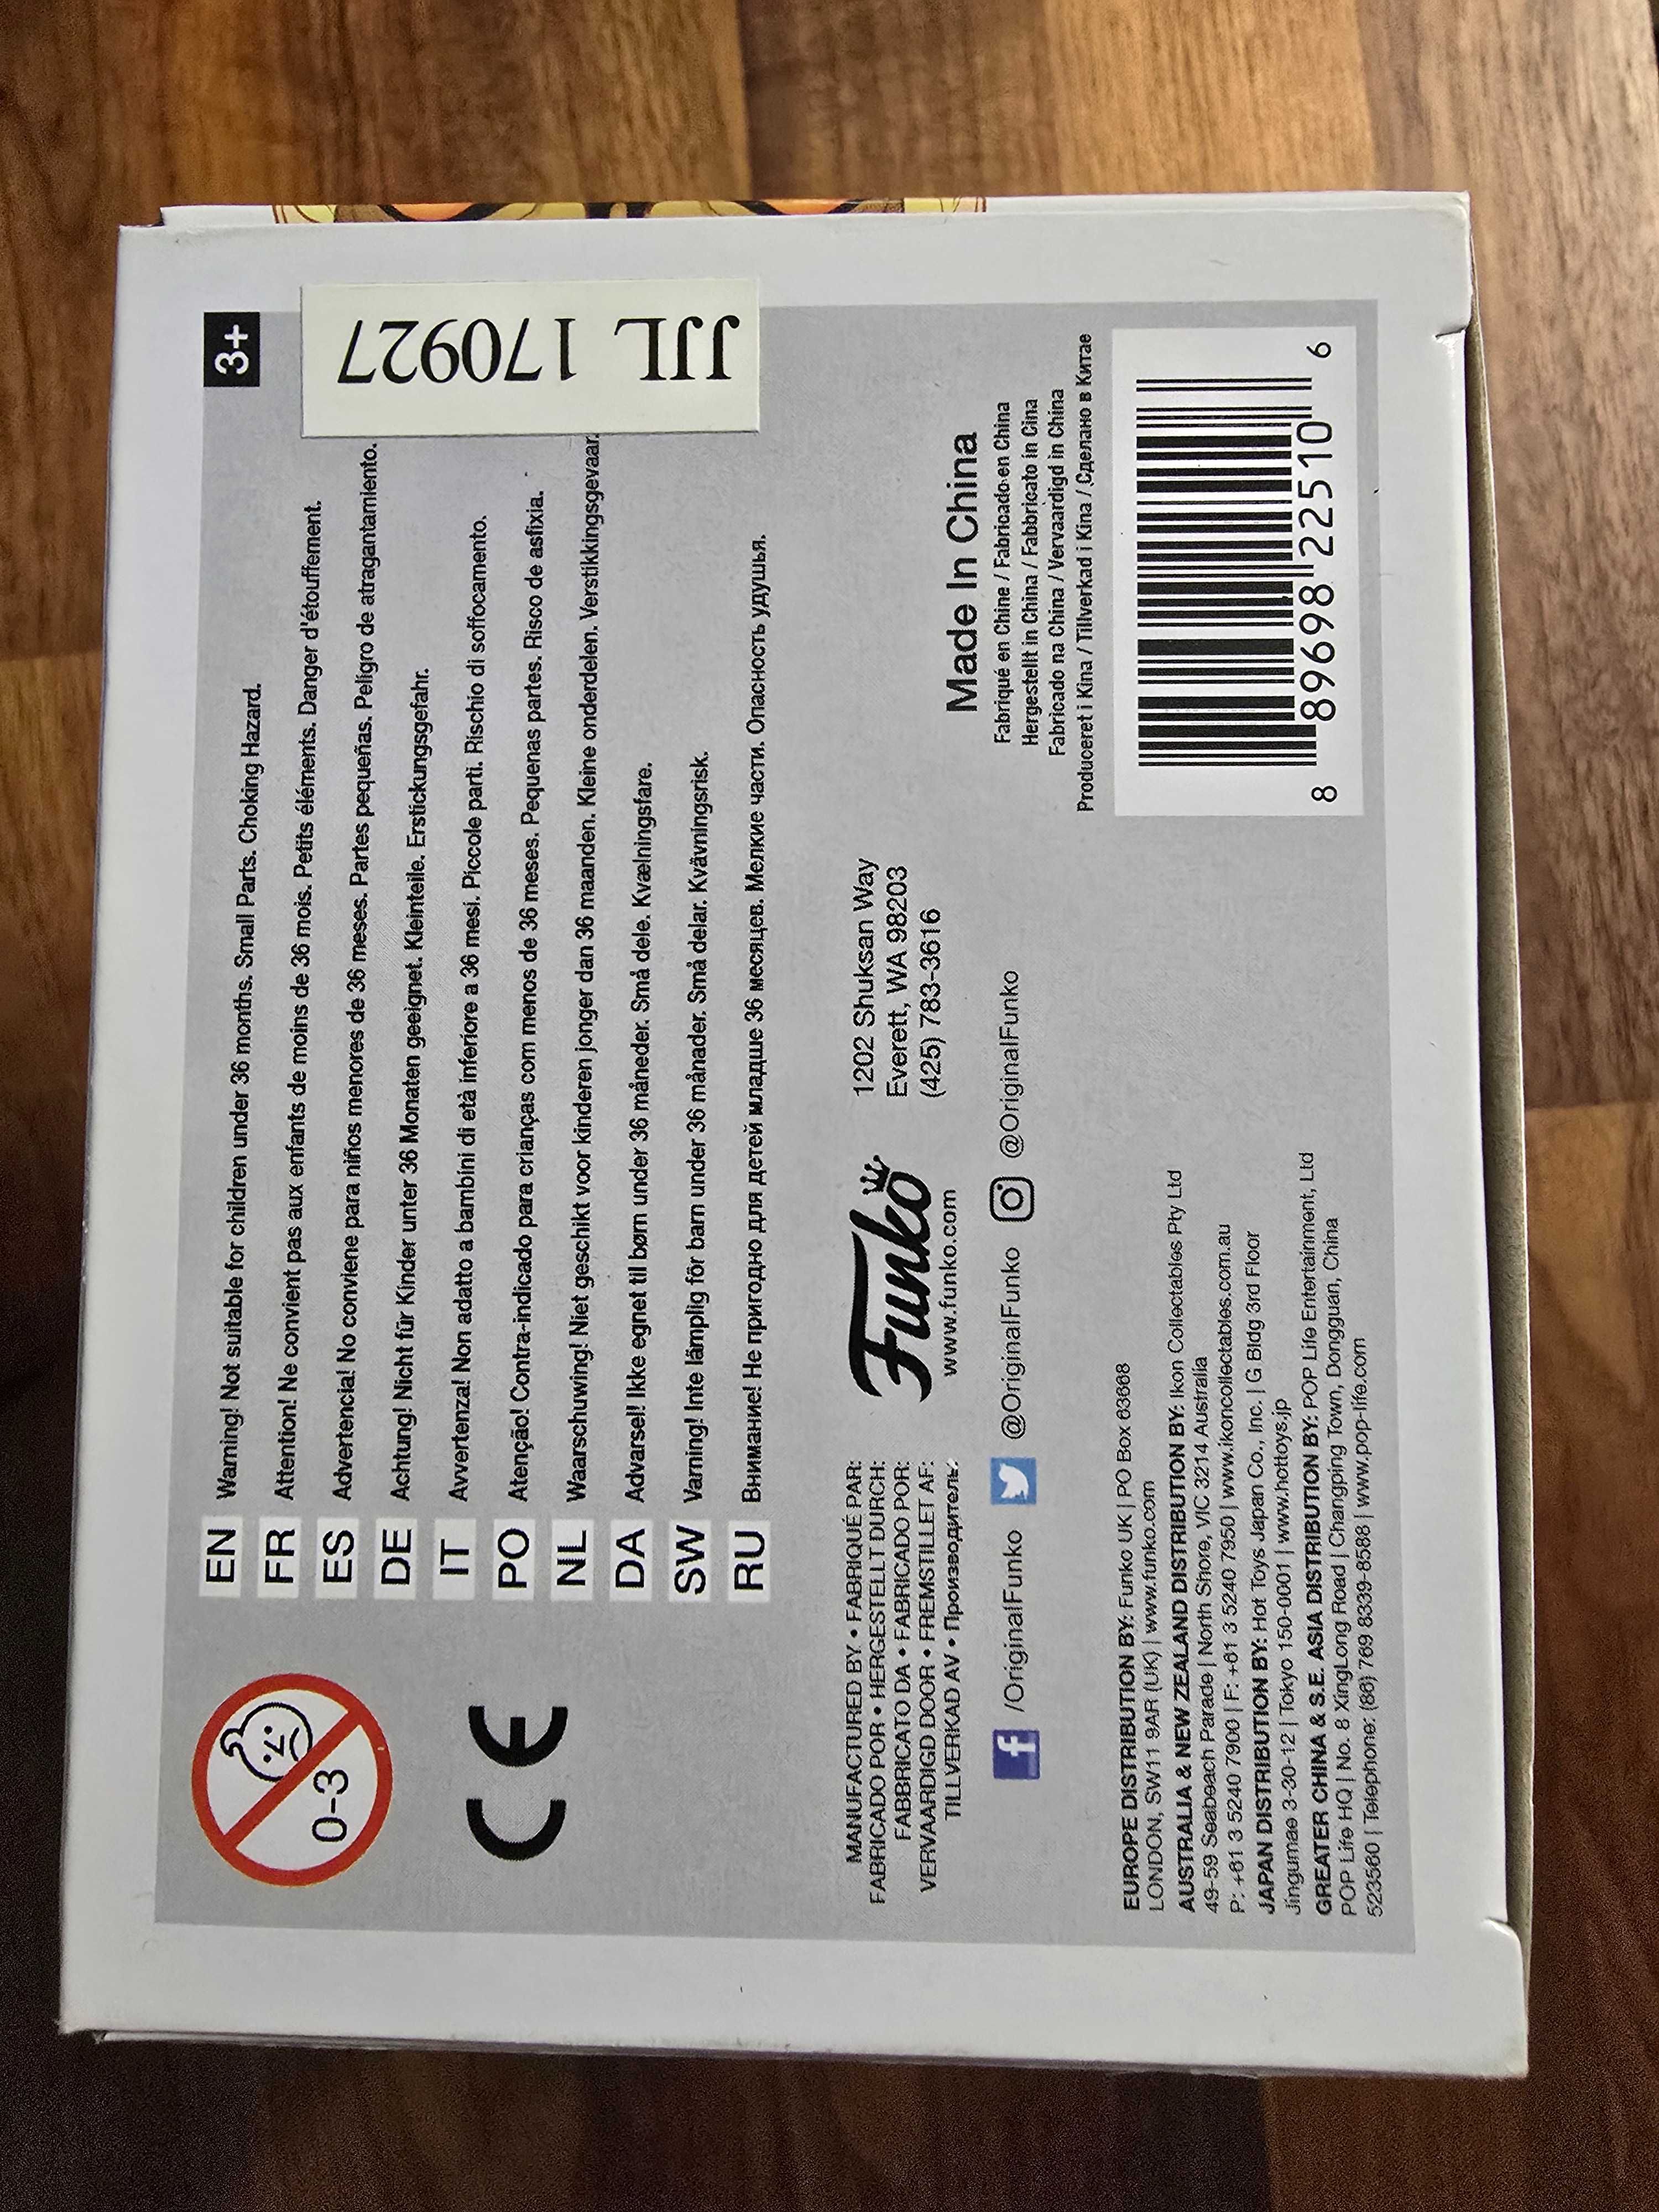 3+
JJL 170927
0-3
CE
EN Warning! Not suitable for children under 36 months. Small Parts. Choking Hazard.
FR Attention! Ne convient pas aux enfants de moins de 36 mois. Petits éléments. Danger d'étouffement.
ES Advertencia! No conviene para niños menores de 36 meses. Partes pequeñas. Peligro de atragantamiento.
DE Achtung! Nicht für Kinder unter 36 Monaten geeignet. Kleinteile. Erstickungsgefahr.
IT Avvertenza! Non adatto a bambini di età inferiore a 36 mesi. Piccole parti. Rischio di soffocamento.
PO Atenção! Contra-indicado para crianças com menos de 36 meses. Pequenas partes. Risco de asfixia.
NL Waarschuwing! Niet geschikt voor kinderen jonger dan 36 maanden. Kleine onderdelen. Verstikkingsgevaar.
DA Advarsel! Ikke egnet til børn under 36 måneder. Små dele. Kvælningsfare.
SW Varning! Inte lämplig för barn under 36 månader. Små delar. Kvävningsrisk.
RU Внимание! Не пригодно для детей младше 36 месяцев. Мелкие части. Опасность удушья.
MANUFACTURED BY • FABRIQUÉ PAR:
FABRICADO POR • HERGESTELLT DURCH:
FABBRICATO DA • FABRICADO POR:
VERVAARDIGD DOOR • FREMSTILLET AF:
TILLVERKAD AV • Производитель:
Funko
www.funko.com
1202 Shuksan Way
Everett, WA 98203
(425) 783-3616
/OriginalFunko @OriginalFunko @OriginalFunko
Made In China
Fabriqué en Chine / Fabricado en China
Hergestellt in China / Fabbricato in Cina
Fabricado na China / Vervaardigd in China
Produceret i Kina / Tillverkad i Kina / Сделано в Китае
EUROPE DISTRIBUTION BY: Funko UK | PO Box 63668
LONDON, SW11 9AR (UK) | www.funko.com
AUSTRALIA & NEW ZEALAND DISTRIBUTION BY: Ikon Collectables Pty Ltd
49-59 Seabeach Parade | North Shore, VIC 3214 Australia
P: +61 3 5240 7900 | F: +61 3 5240 7950 | www.ikoncollectables.com.au
JAPAN DISTRIBUTION BY: Hot Toys Japan Co., Inc. | G Bldg 3rd Floor
Jingumae 3-30-12 | Tokyo 150-0001 | www.hottoys.jp
GREATER CHINA & S.E. ASIA DISTRIBUTION BY: POP Life Entertainment, Ltd
POP Life HQ | No. 8 XingLong Road | Changping Town, Dongguan, China
523560 | Telephone: (86) 769 8339-8588 | www.pop-life.com
8 89698 22510 6